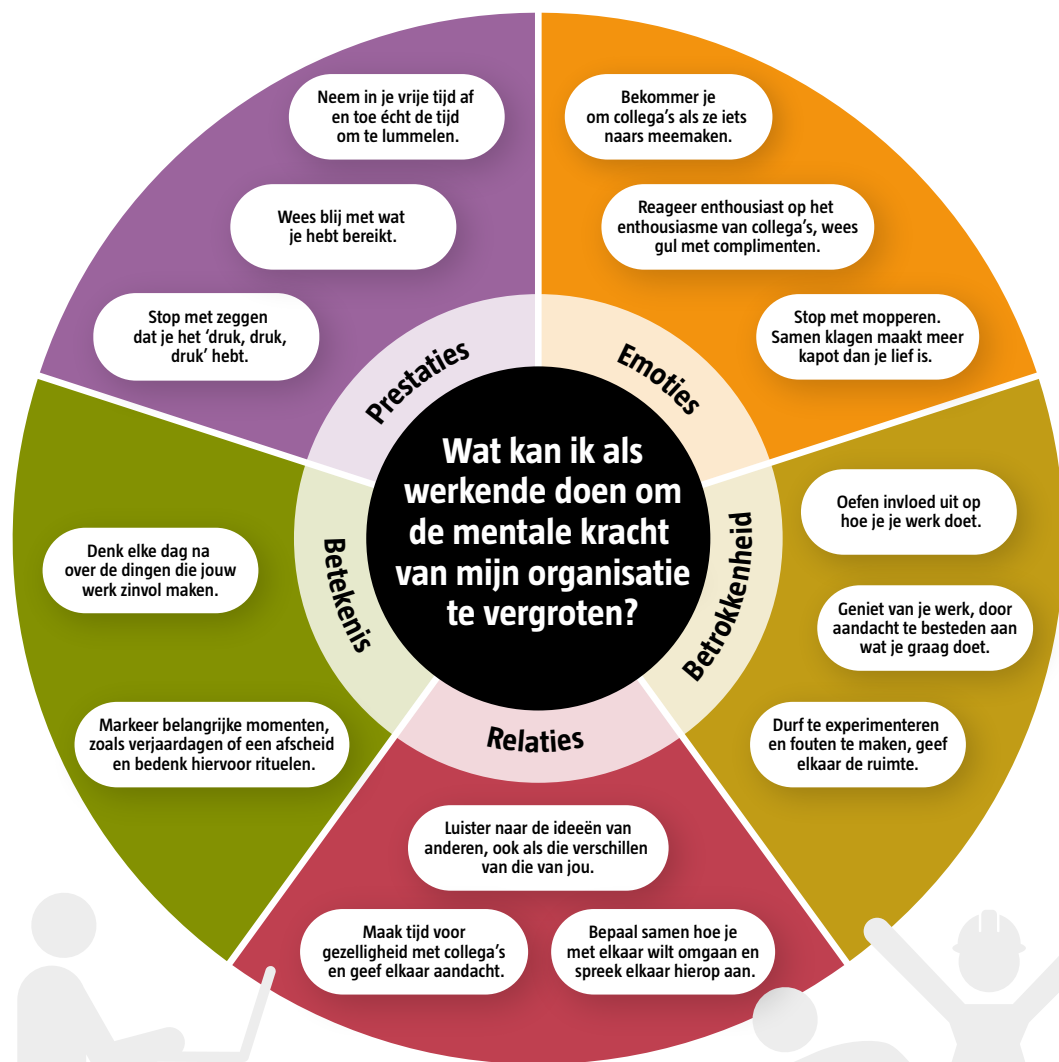 Wat kan ik als
werkende doen om
de mentale kracht
van mijn organisatie
te vergroten?
Emoties
Bekommer je
om collega's als ze iets
naars meemaken.
Reageer enthousiast op het
enthousiasme van collega's, wees
gul met complimenten.
Stop met mopperen.
Samen klagen maakt meer
kapot dan je lief is.
Betrokkenheid
Oefen invloed uit op
hoe je je werk doet.
Geniet van je werk, door
aandacht te besteden aan
wat je graag doet.
Durf te experimenteren
en fouten te maken, geef
elkaar de ruimte.
Relaties
Luister naar de ideeën van
anderen, ook als die verschillen
van die van jou.
Maak tijd voor
gezelligheid met collega's
en geef elkaar aandacht.
Bepaal samen hoe je
met elkaar wilt omgaan en
spreek elkaar hierop aan.
Betekenis
Denk elke dag na
over de dingen die jouw
werk zinvol maken.
Markeer belangrijke momenten,
zoals verjaardagen of een afscheid
en bedenk hiervoor rituelen.
Prestaties
Neem in je vrije tijd af
en toe écht de tijd
om te lummelen.
Wees blij met wat
je hebt bereikt.
Stop met zeggen
dat je het ‘druk, druk,
druk’ hebt.